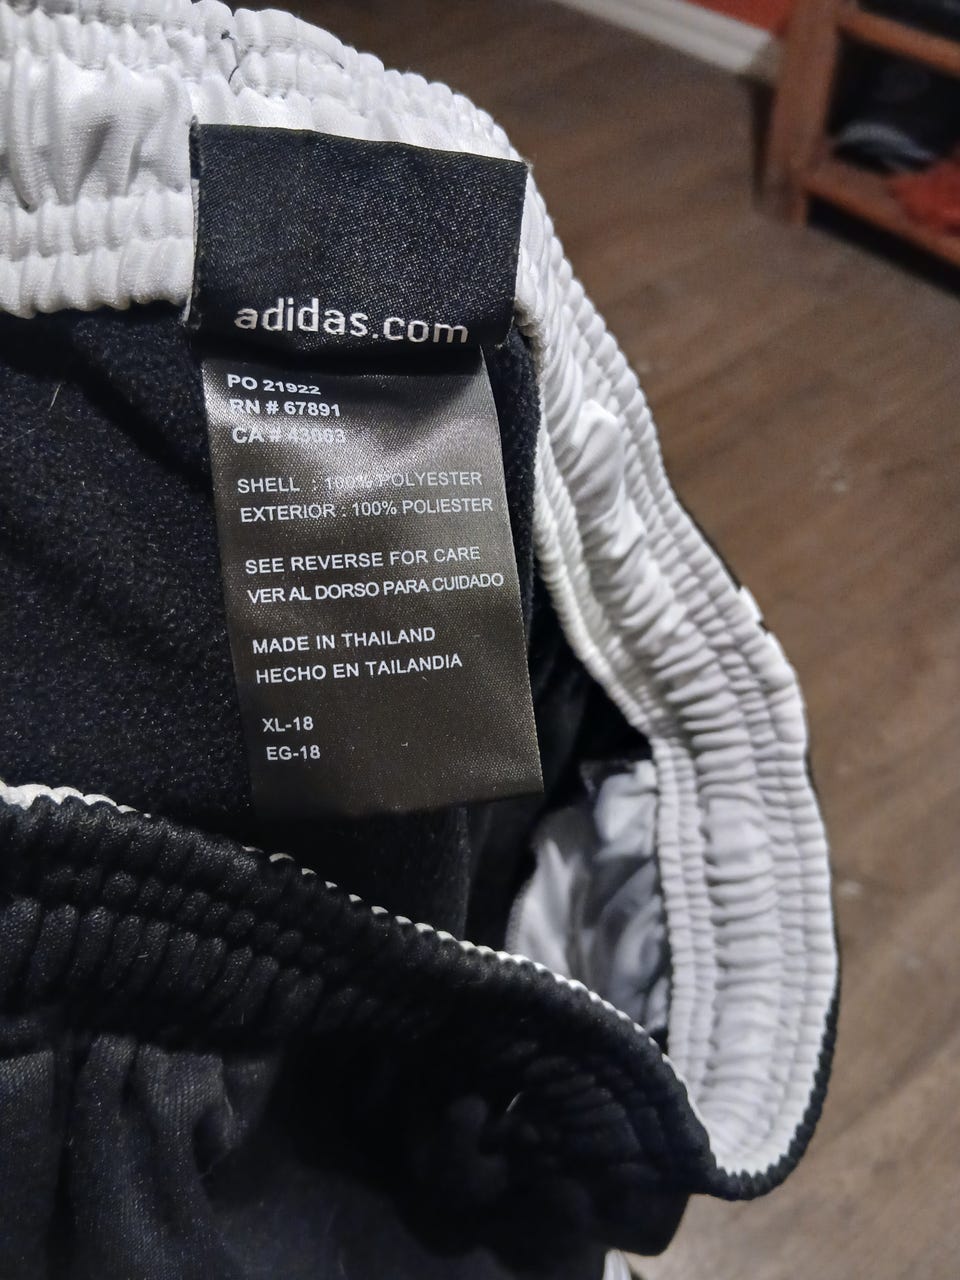 adidas.com
PO 21922
RN # 67891
CA # 43063
SHELL : 100% POLYESTER
EXTERIOR : 100% POLIESTER
SEE REVERSE FOR CARE
VER AL DORSO PARA CUIDADO
MADE IN THAILAND
HECHO EN TAILANDIA
XL-18
EG-18